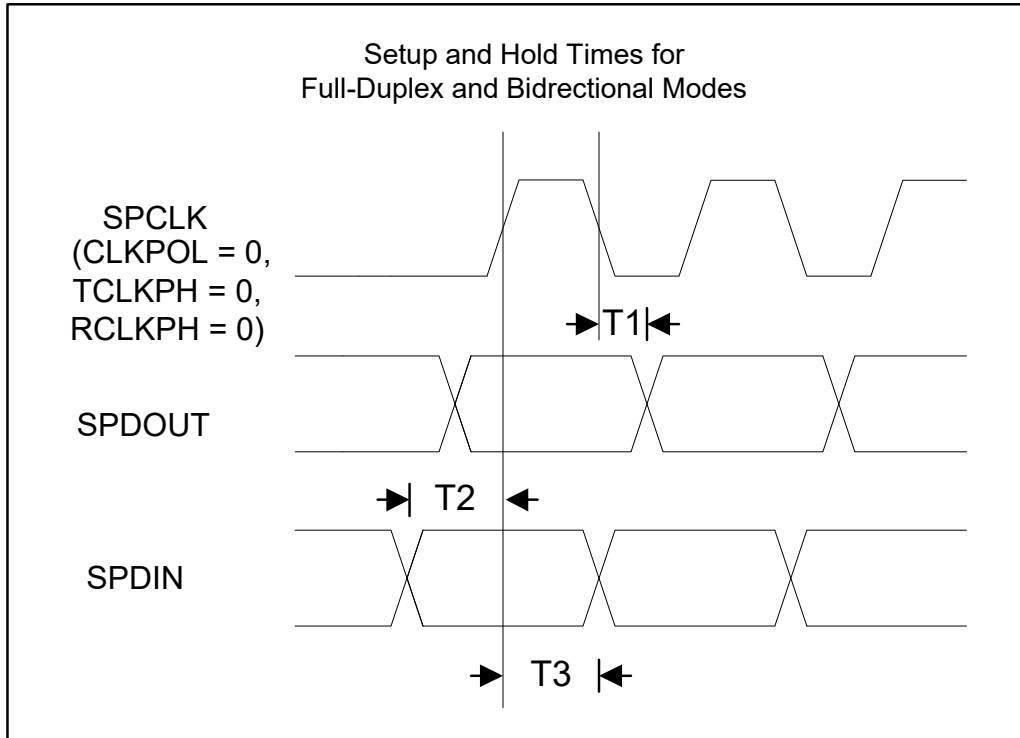 Setup and Hold Times for
Full-Duplex and Bidrectional Modes
SPCLK
(CLKPOL = 0,
TCLKPH = 0,
RCLKPH = 0)
T1
SPDOUT
T2
SPDIN
T3